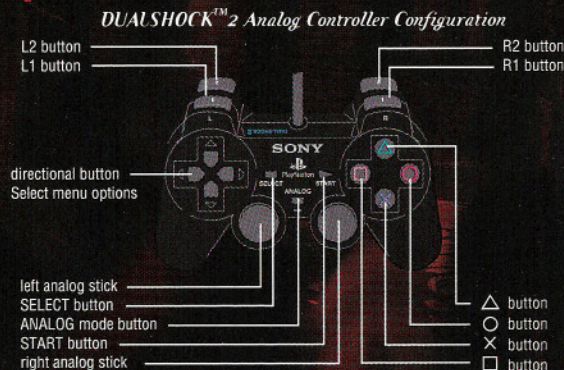 DUALSHOCK™2 Analog Controller Configuration
L2 button
L1 button
R2 button
R1 button
L
R
SONY
PlayStation
SELECT
START
ANALOG
directional button
Select menu options
left analog stick
SELECT button
ANALOG mode button
START button
right analog stick
△ button
○ button
✕ button
□ button